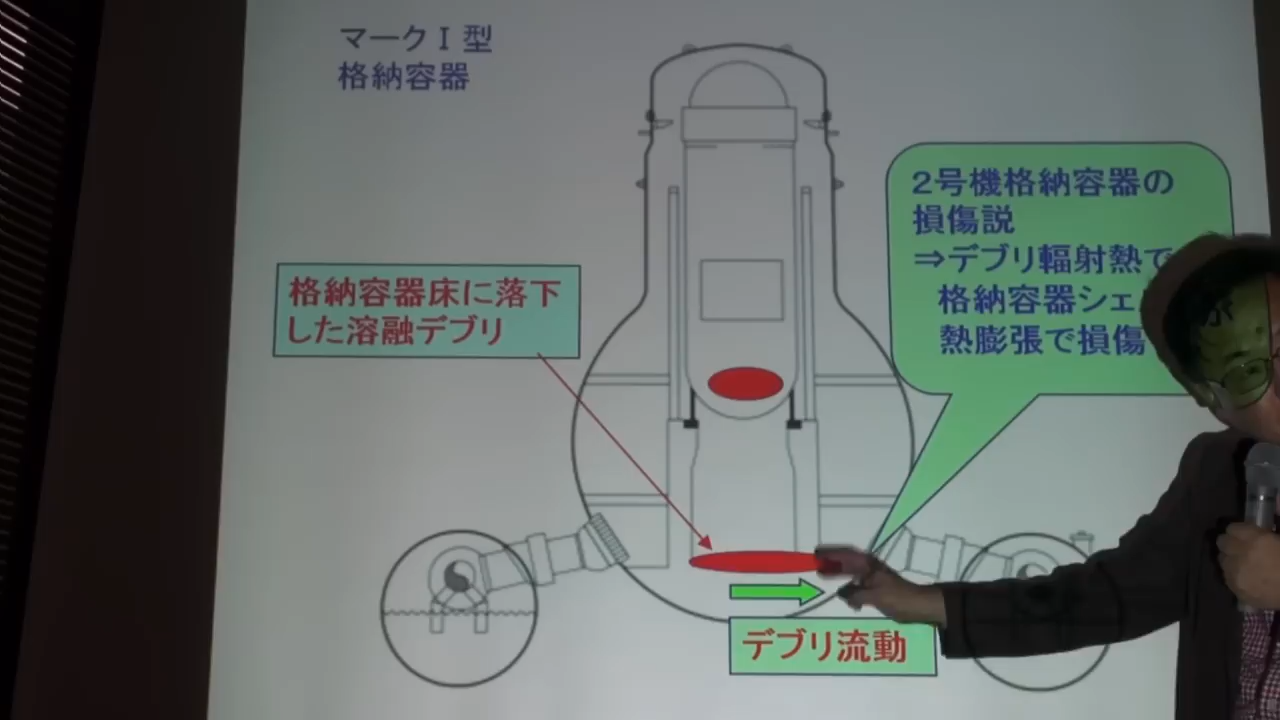 マークⅠ型
格納容器
2号機格納容器の
損傷説
⇒デブリ輻射熱で
格納容器シェ
が
熱膨張で損傷
格納容器床に落下
した溶融デブリ
デブリ流動